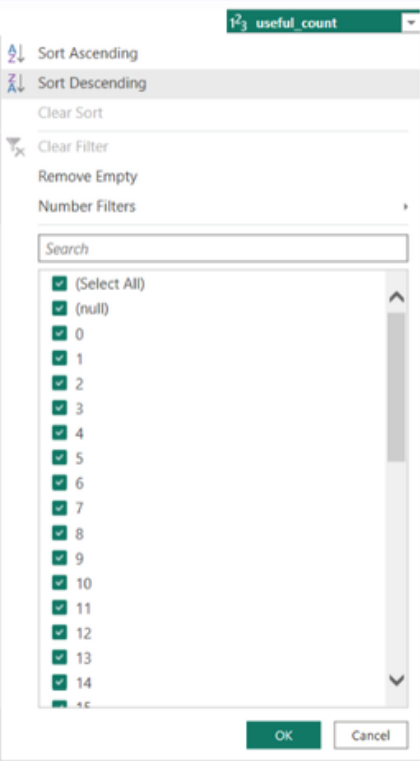 1²3 useful_count
Sort Ascending
Sort Descending
Clear Sort
Clear Filter
Remove Empty
Number Filters
Search
(Select All)
(null)
0
1
2
3
4
5
6
7
8
9
10
11
12
13
14
15
OK Cancel